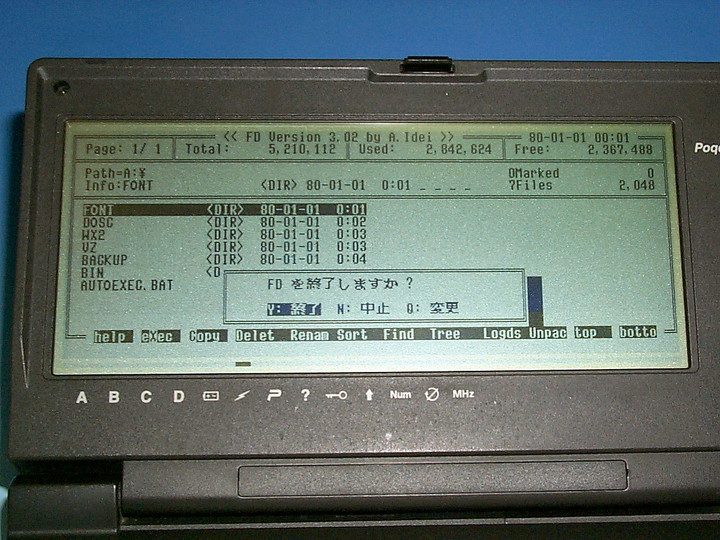 << FD Version 3.02 by A.Idei >> 80-01-01 00:01
Page: 1/ 1 Total: 5,210,112 Used: 2,842,624 Free: 2,367,488
Path=A:¥ 0Marked 0
Info:FONT <DIR> 80-01-01 0:01 _ _ _ _ 7Files 2,048
FONT <DIR> 80-01-01 0:01
DOSC <DIR> 80-01-01 0:02
WX2 <DIR> 80-01-01 0:03
VZ <DIR> 80-01-01 0:03
BACKUP <DIR> 80-01-01 0:04
BIN <D
AUTOEXEC.BAT
FD を終了しますか ?
Y: 終了 N: 中止 Q: 変更
help eXec Copy Delet Renam Sort Find Tree Logds Unpac top botto
Poqe
A B C D ? Num MHz